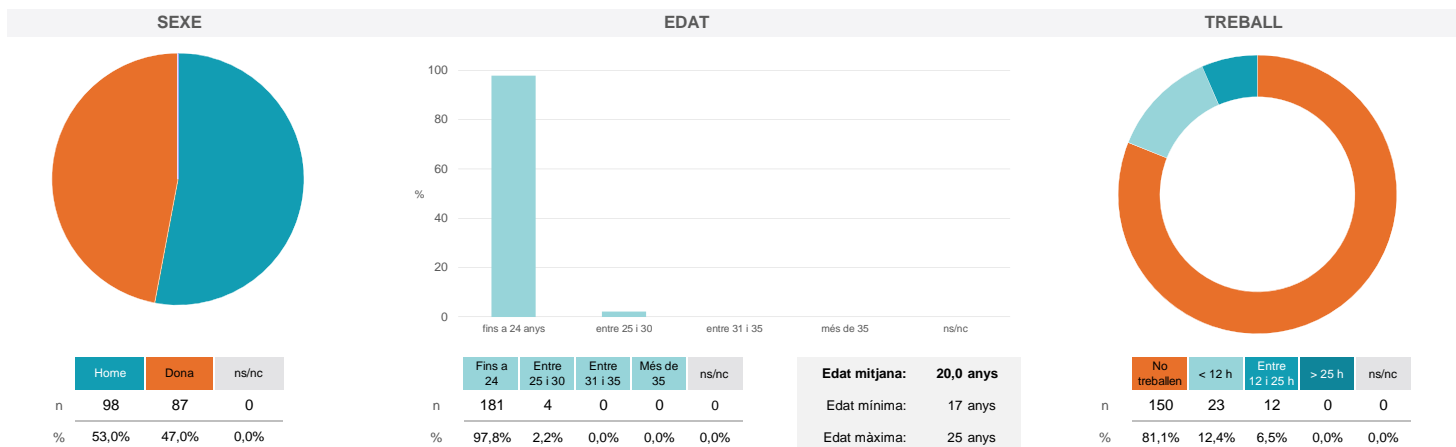 SEXE EDAT TREBALL
100
80
60
%
40
20
0
fins a 24 anys entre 25 i 30 entre 31 i 35 més de 35 ns/nc
Home Dona ns/nc
n 98 87 0
% 53,0% 47,0% 0,0%
Fins a 24 Entre 25 i 30 Entre 31 i 35 Més de 35 ns/nc
n 181 4 0 0 0
% 97,8% 2,2% 0,0% 0,0% 0,0%
Edat mitjana: 20,0 anys
Edat mínima: 17 anys
Edat màxima: 25 anys
No treballen < 12 h Entre 12 i 25 h > 25 h ns/nc
n 150 23 12 0 0
% 81,1% 12,4% 6,5% 0,0% 0,0%